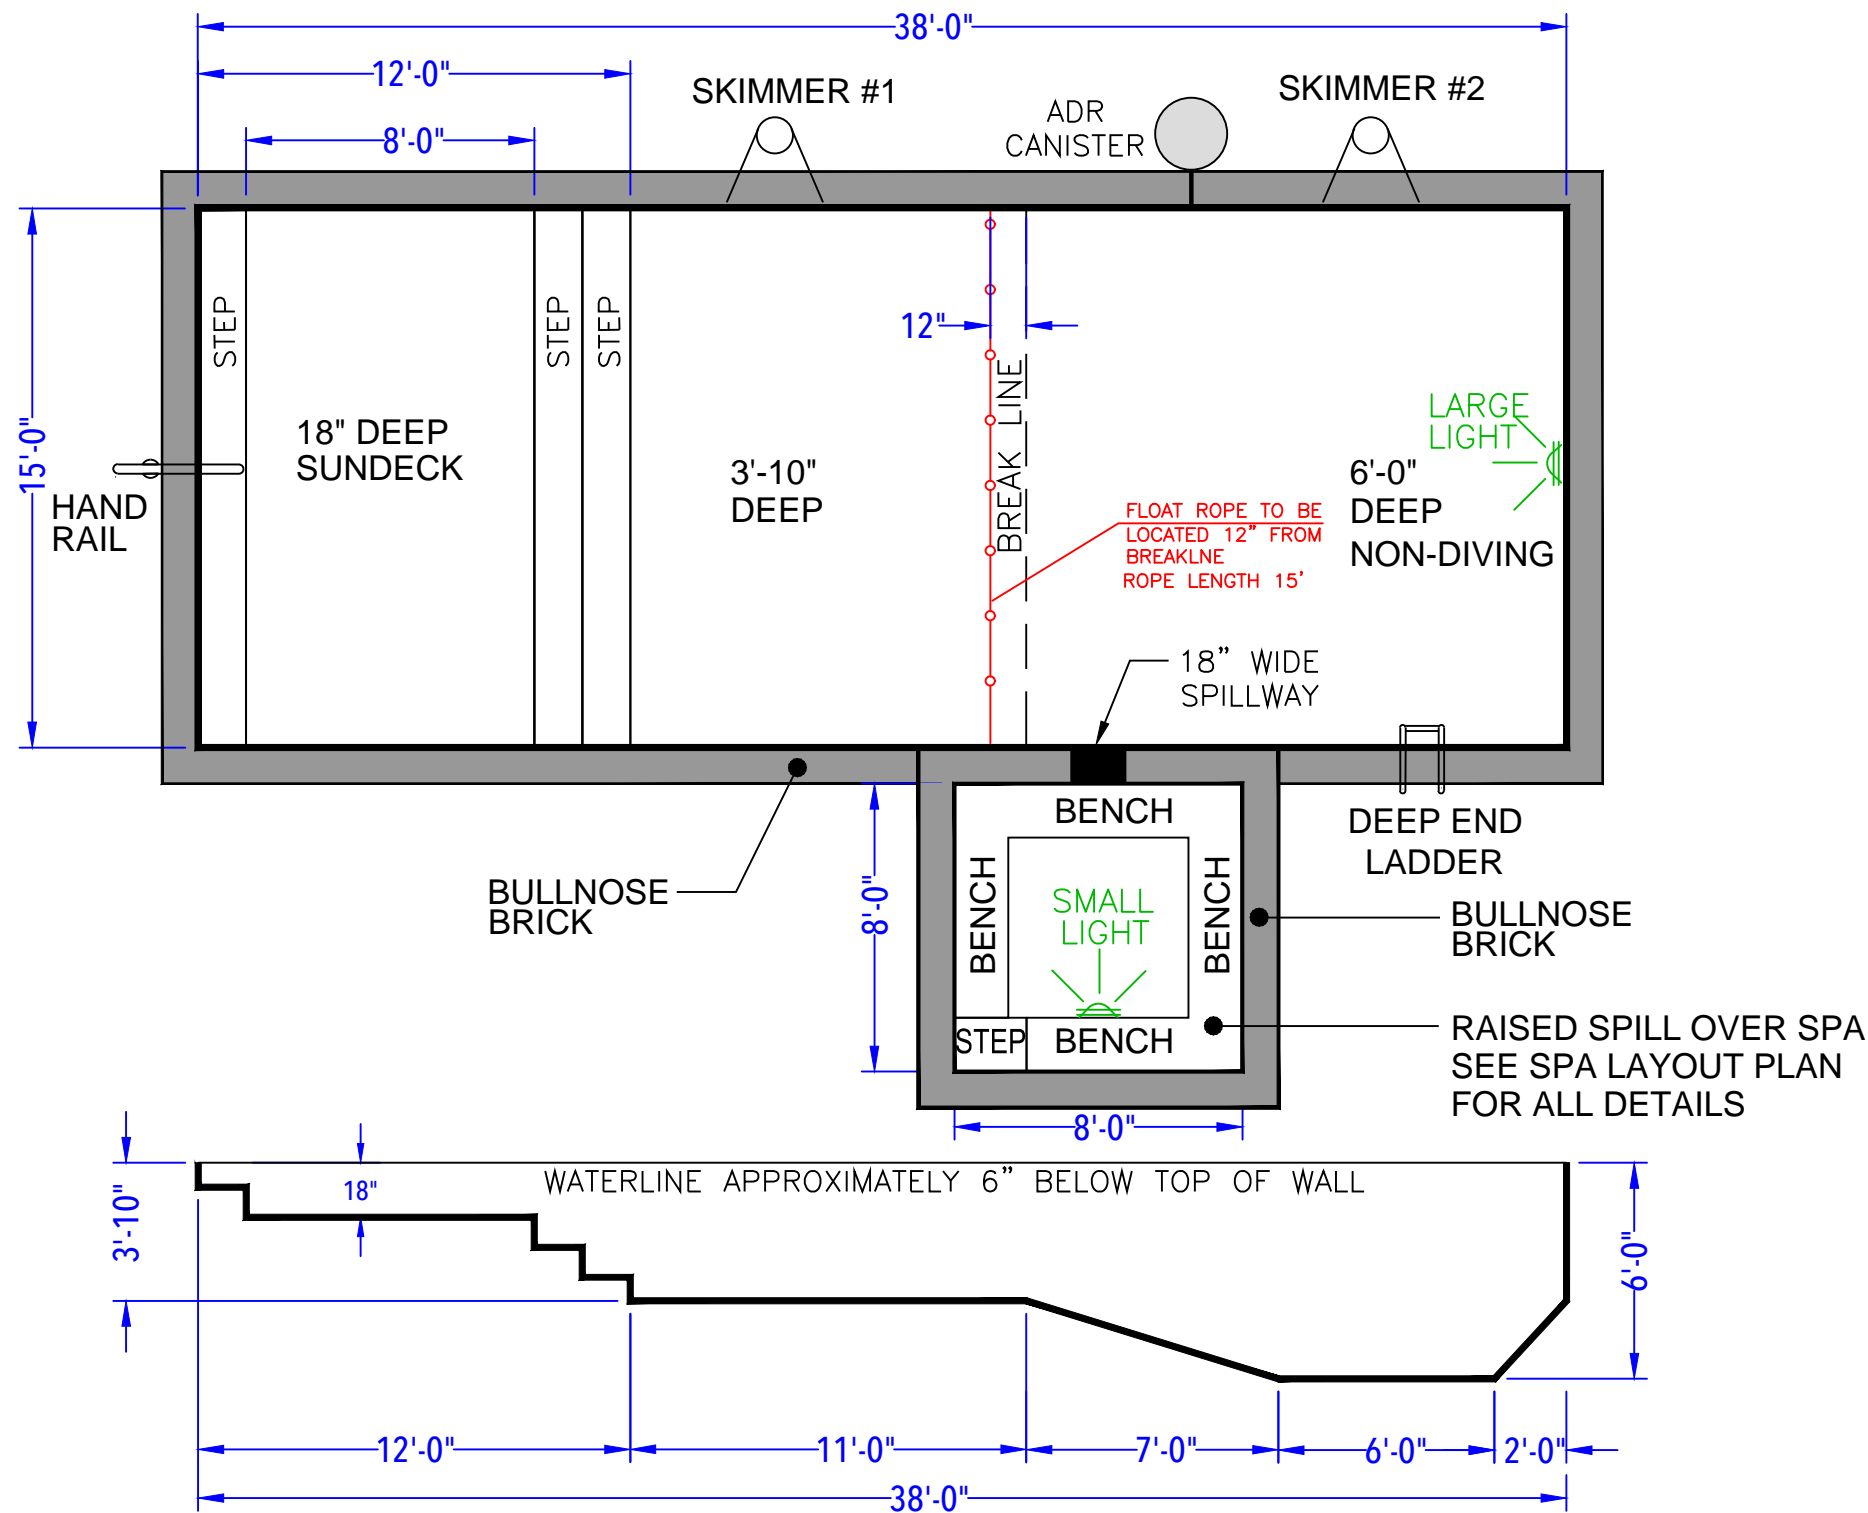 38'-0"
12'-0"
SKIMMER #1
SKIMMER #2
ADR
CANISTER
8'-0"
15'-0"
STEP
STEP
STEP
12"
BREAK LINE
LARGE
LIGHT
18" DEEP
SUNDECK
3'-10"
DEEP
6'-0"
DEEP
NON-DIVING
HAND
RAIL
FLOAT ROPE TO BE
LOCATED 12" FROM
BREAKLNE
ROPE LENGTH 15'
18" WIDE
SPILLWAY
BENCH
DEEP END
LADDER
BULLNOSE
BRICK
8'-0"
BENCH
SMALL
LIGHT
BENCH
BULLNOSE
BRICK
STEP
BENCH
RAISED SPILL OVER SPA
SEE SPA LAYOUT PLAN
FOR ALL DETAILS
8'-0"
3'-10"
18"
WATERLINE APPROXIMATELY 6" BELOW TOP OF WALL
6'-0"
12'-0"
11'-0"
7'-0"
6'-0"
2'-0"
38'-0"